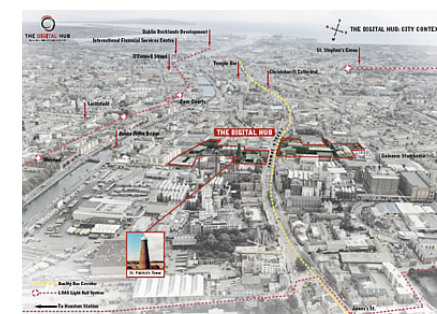 THE DIGITAL HUB
Dublin Docklands Development
International Financial Services Centre
O'Connell Street
Temple Bar
Christchurch Cathedral
THE DIGITAL HUB: CITY CONTEX
St. Stephen's Green
Smithfield
Four Courts
THE DIGITAL HUB
Guinness Storehouse
Museum
St. Patrick's Tower
Quality Bus Corridor
LUAS Light Rail System
To Heuston Station
James's St.